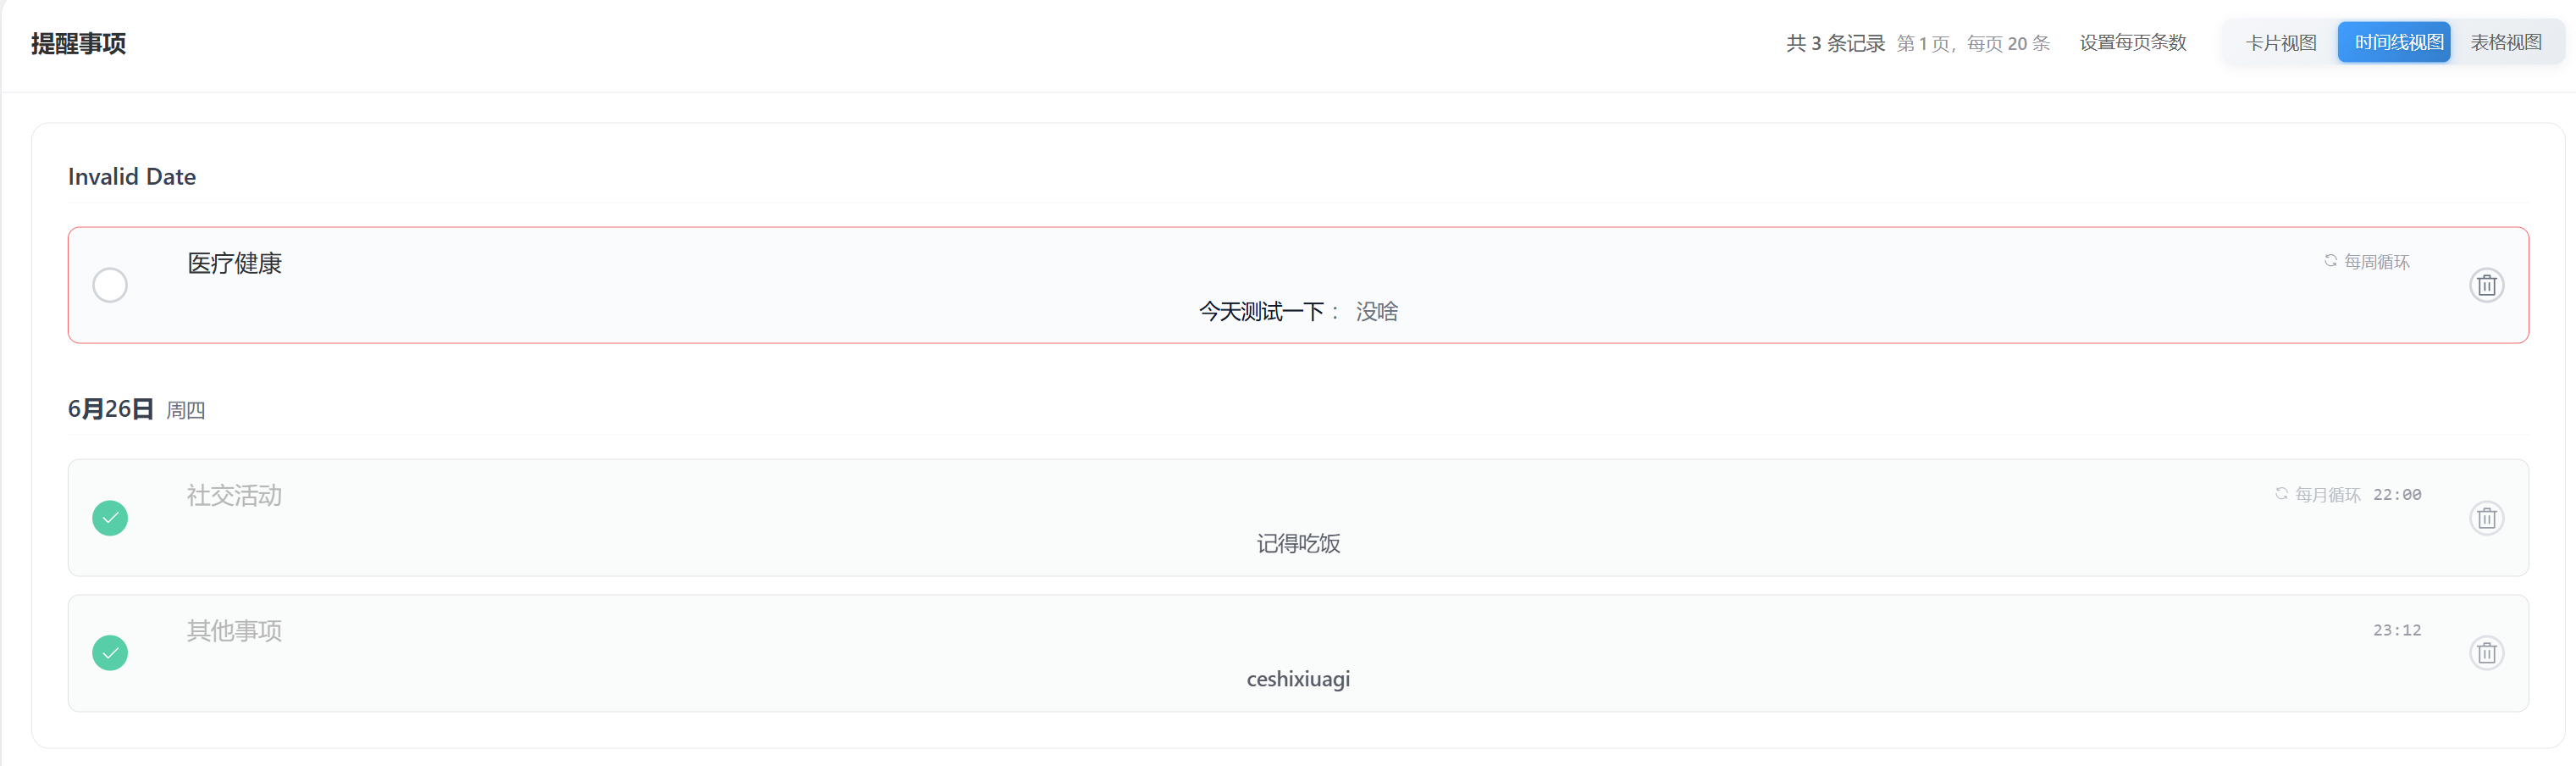 提醒事项
共 3 条记录 第 1 页，每页 20 条 设置每页条数 卡片视图 时间线视图 表格视图
Invalid Date
医疗健康 每周循环
今天测试一下： 没啥
6月26日 周四
社交活动 每月循环 22:00
记得吃饭
其他事项 23:12
ceshixiuagi